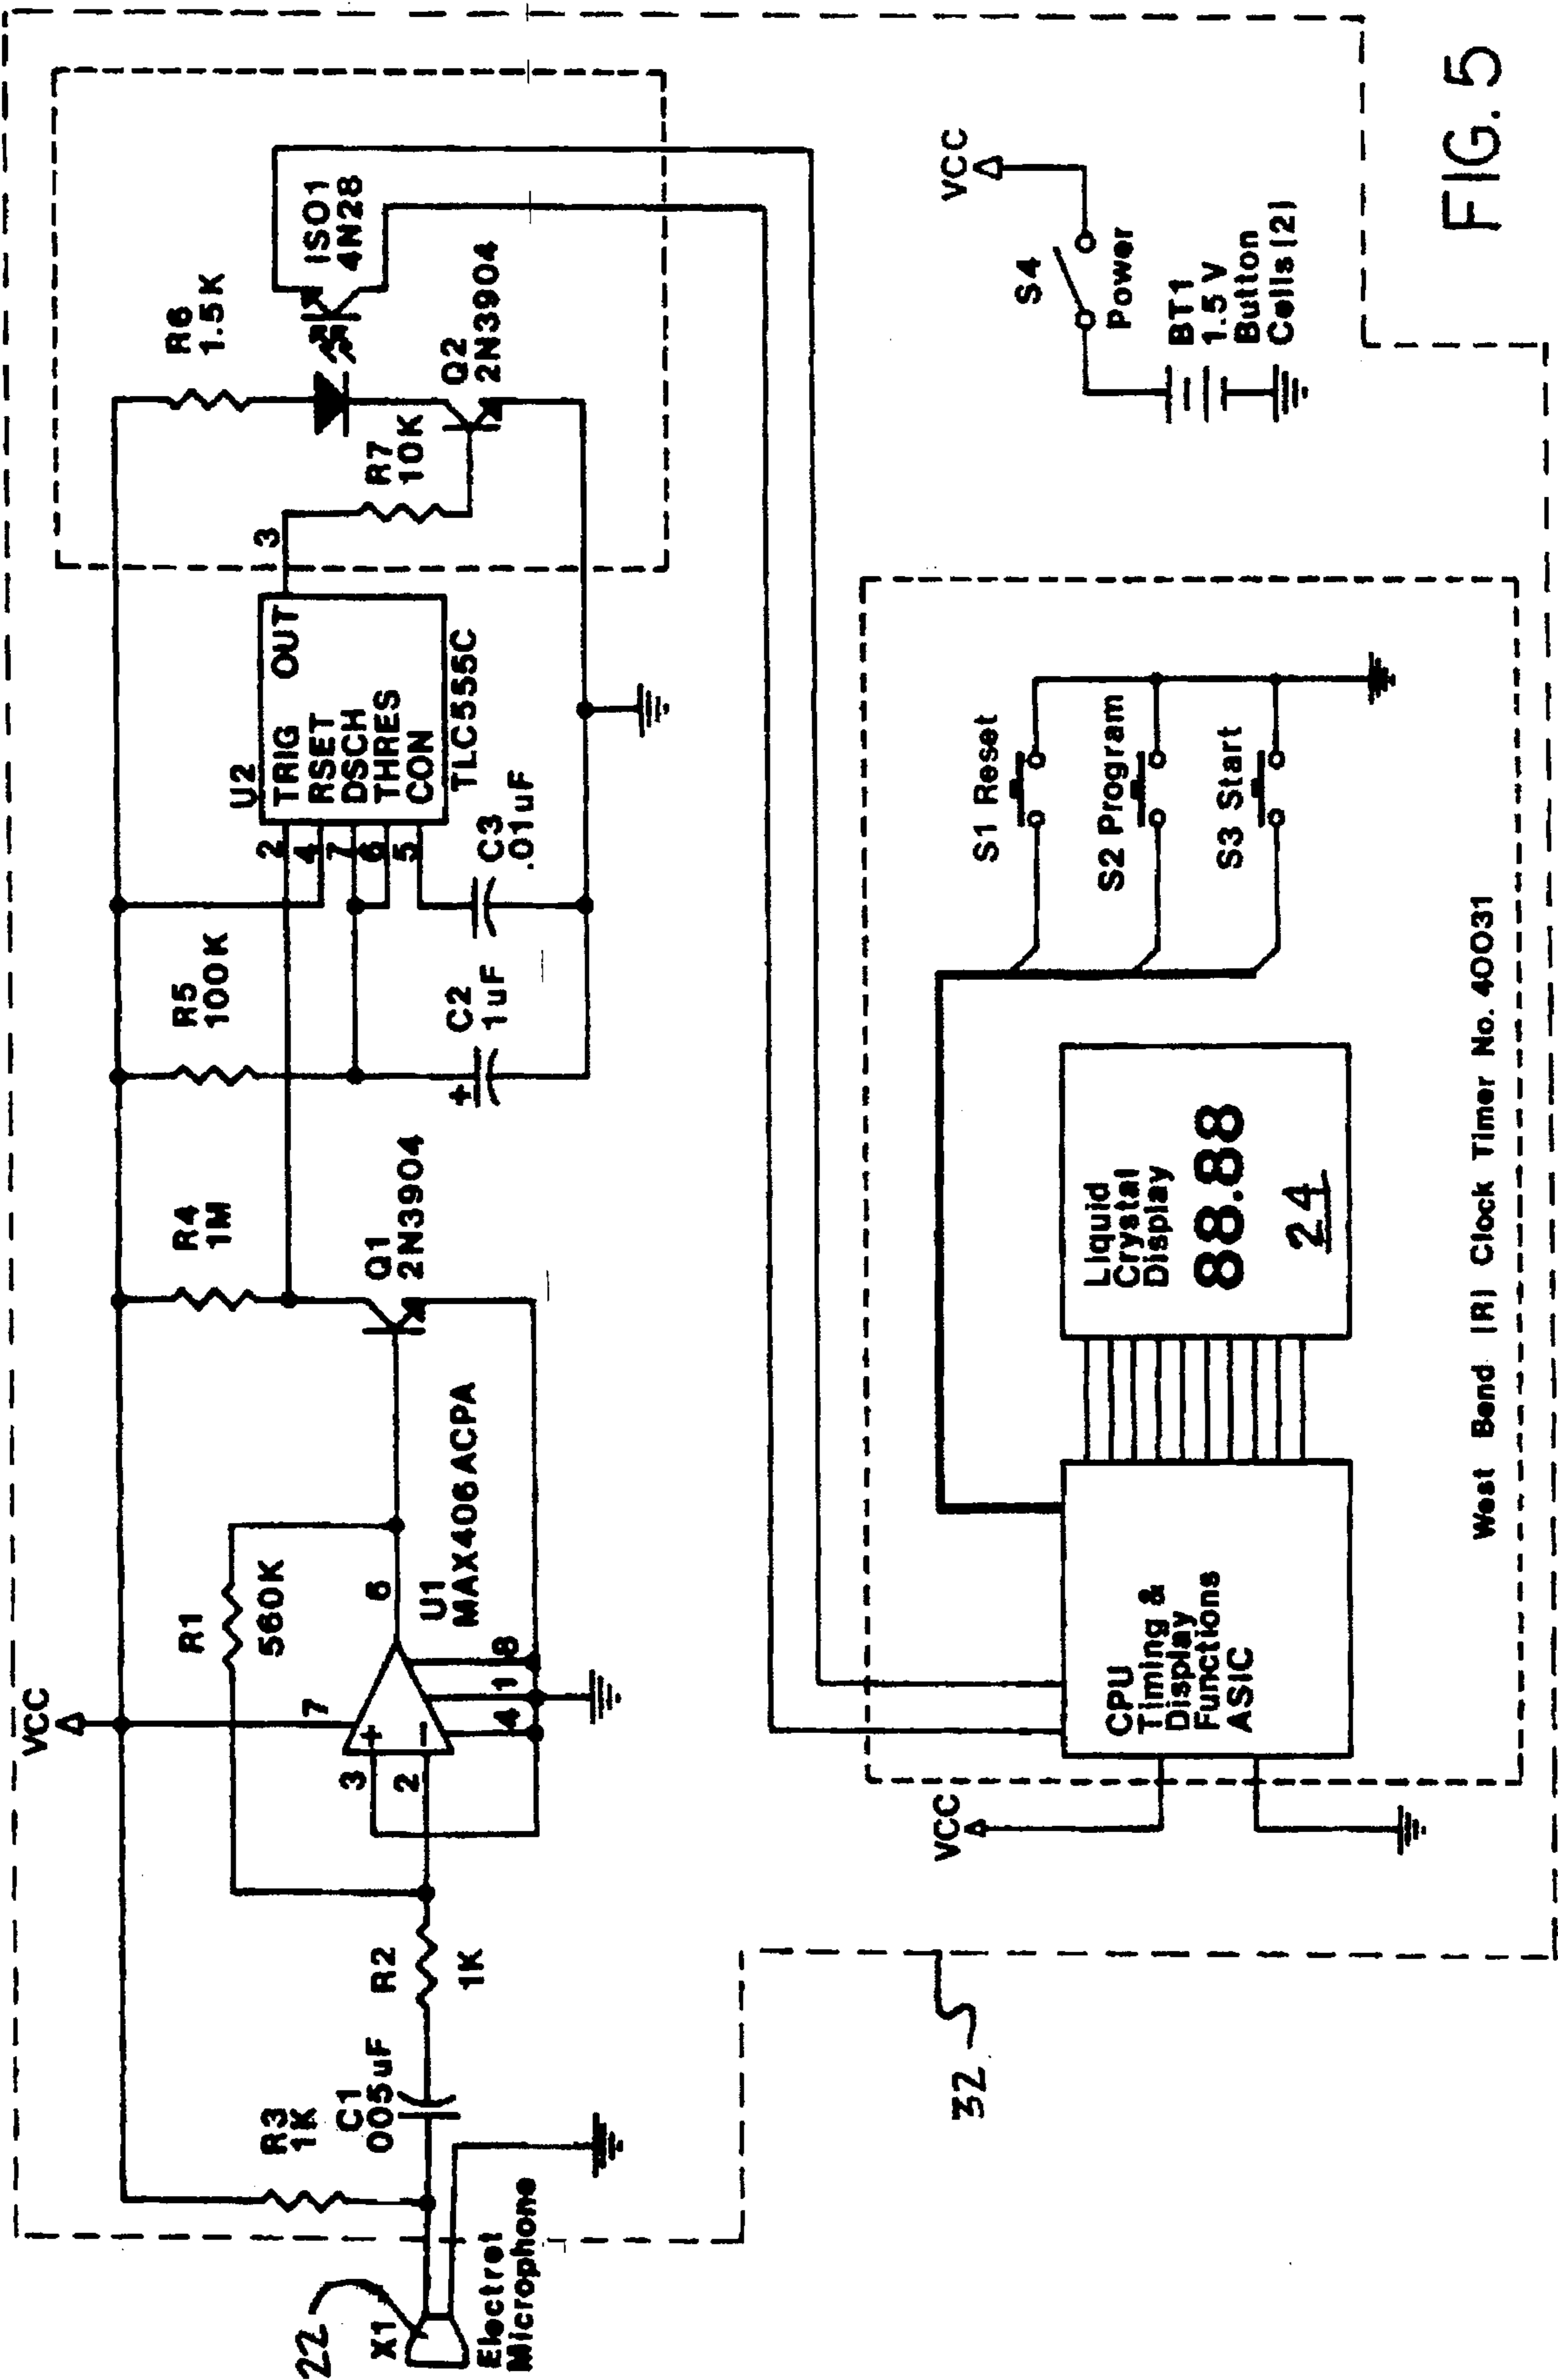 VCC
R3
1K
C1
005uF
R2
1K
22
X1
Electret
Microphone
R1
560K
7
3
2
+
−
6
4
1
8
U1
MAX406ACPA
R4
1M
Q1
2N3904
R5
100K
C2
1uF
+
C3
.01uF
2
4
7
6
5
U2
TRIG OUT
RSET
DSCH
THRES
CON
TLC555C
3
R7
10K
R6
1.5K
Q2
2N3904
ISO1
4N28
32
VCC
CPU
Timing &
Display
Functions
ASIC
Liquid
Crystal
Display
88.88
24
S1 Reset
S2 Program
S3 Start
West Bend (R) Clock Timer No. 40031
VCC
S4
Power
BT1
1.5 V
Button
Cells (2)
FIG. 5